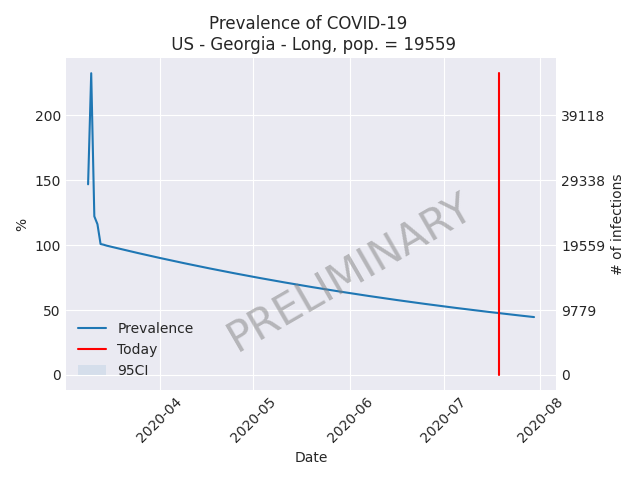 Prevalence of COVID-19
US - Georgia - Long, pop. = 19559
200
150
100
50
0
%
39118
29338
19559
9779
0
# of infections
PRELIMINARY
Prevalence
Today
95CI
2020-04
2020-05
2020-06
2020-07
2020-08
Date